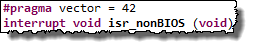 #pragma vector = 42
interrupt void isr_nonBIOS (void)